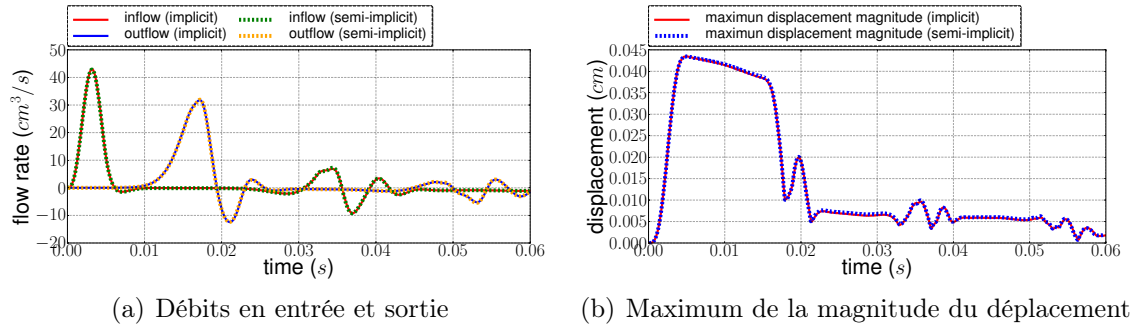 inflow (implicit)
outflow (implicit)
inflow (semi-implicit)
outflow (semi-implicit)
50
40
30
20
10
0
−10
−20
flow rate (cm³/s)
0.00
0.01
0.02
0.03
0.04
0.05
0.06
time (s)
(a) Débits en entrée et sortie
maximun displacement magnitude (implicit)
maximun displacement magnitude (semi-implicit)
0.045
0.040
0.035
0.030
0.025
0.020
0.015
0.010
0.005
0.000
displacement (cm)
0.00
0.01
0.02
0.03
0.04
0.05
0.06
time (s)
(b) Maximum de la magnitude du déplacement